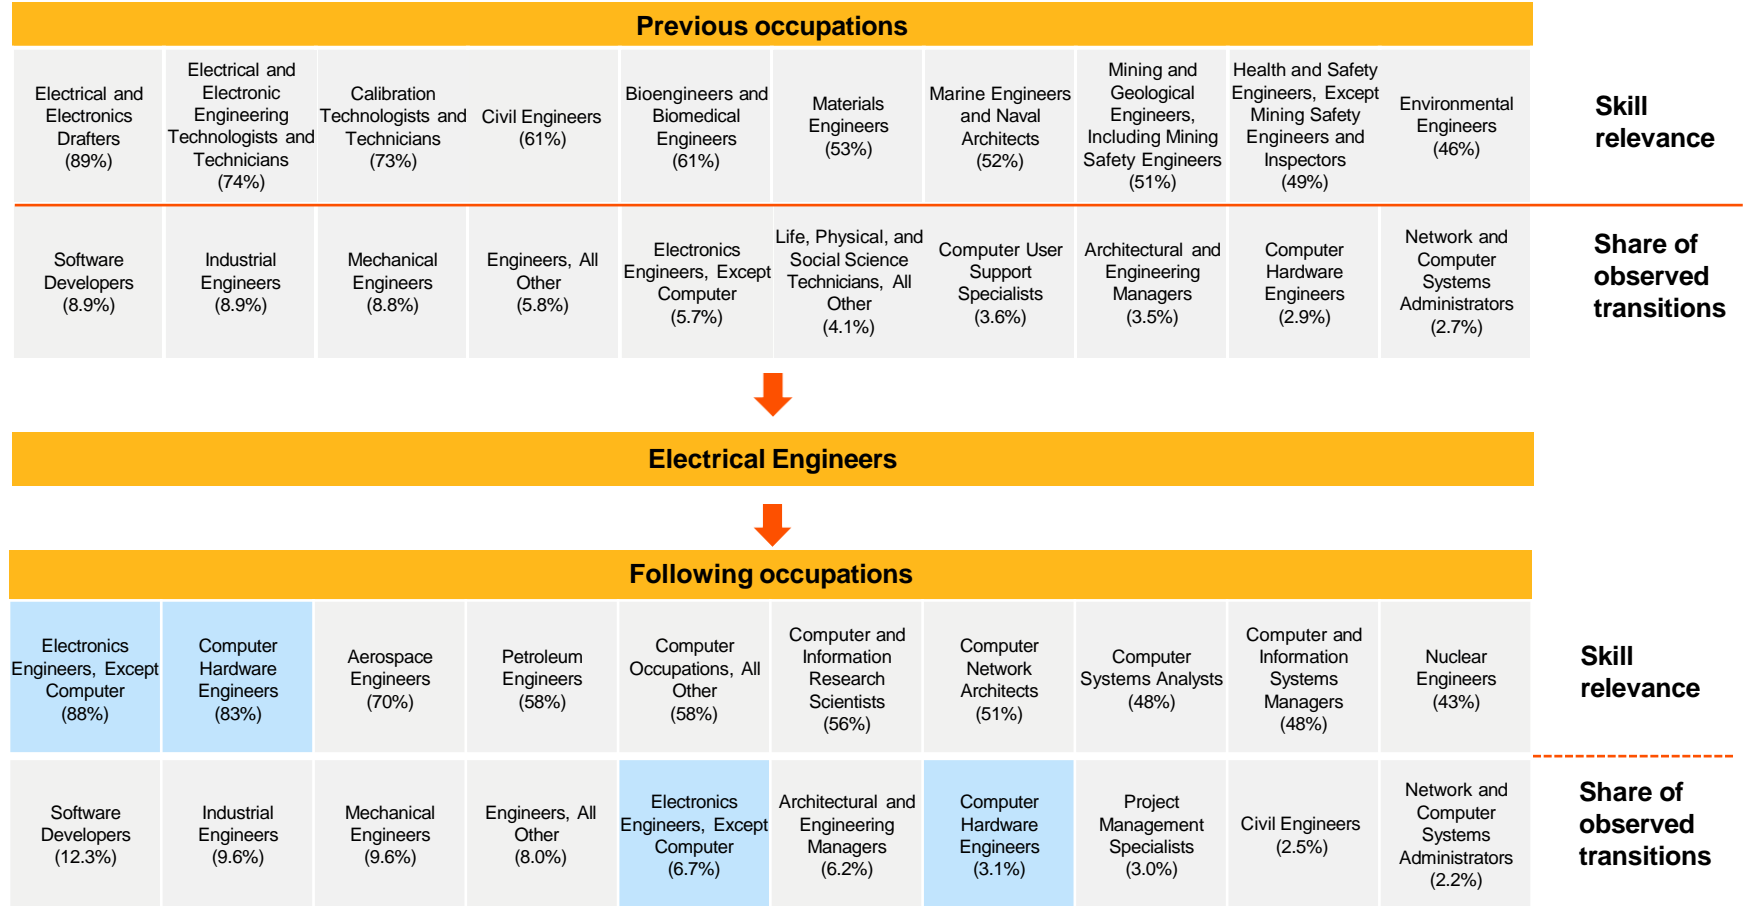 Previous occupations
Electrical and
Electronics
Drafters
(89%)
Electrical and
Electronic
Engineering
Technologists and
Technicians
(74%)
Calibration
Technologists and
Technicians
(73%)
Civil Engineers
(61%)
Bioengineers and
Biomedical
Engineers
(61%)
Materials
Engineers
(53%)
Marine Engineers
and Naval
Architects
(52%)
Mining and
Geological
Engineers,
Including Mining
Safety Engineers
(51%)
Health and Safety
Engineers, Except
Mining Safety
Engineers and
Inspectors
(49%)
Environmental
Engineers
(46%)
Skill
relevance
Software
Developers
(8.9%)
Industrial
Engineers
(8.9%)
Mechanical
Engineers
(8.8%)
Engineers, All
Other
(5.8%)
Electronics
Engineers, Except
Computer
(5.7%)
Life, Physical, and
Social Science
Technicians, All
Other
(4.1%)
Computer User
Support
Specialists
(3.6%)
Architectural and
Engineering
Managers
(3.5%)
Computer
Hardware
Engineers
(2.9%)
Network and
Computer
Systems
Administrators
(2.7%)
Share of
observed
transitions
Electrical Engineers
Following occupations
Electronics
Engineers, Except
Computer
(88%)
Computer
Hardware
Engineers
(83%)
Aerospace
Engineers
(70%)
Petroleum
Engineers
(58%)
Computer
Occupations, All
Other
(58%)
Computer and
Information
Research
Scientists
(56%)
Computer
Network
Architects
(51%)
Computer
Systems Analysts
(48%)
Computer and
Information
Systems
Managers
(48%)
Nuclear
Engineers
(43%)
Skill
relevance
Software
Developers
(12.3%)
Industrial
Engineers
(9.6%)
Mechanical
Engineers
(9.6%)
Engineers, All
Other
(8.0%)
Electronics
Engineers, Except
Computer
(6.7%)
Architectural and
Engineering
Managers
(6.2%)
Computer
Hardware
Engineers
(3.1%)
Project
Management
Specialists
(3.0%)
Civil Engineers
(2.5%)
Network and
Computer
Systems
Administrators
(2.2%)
Share of
observed
transitions